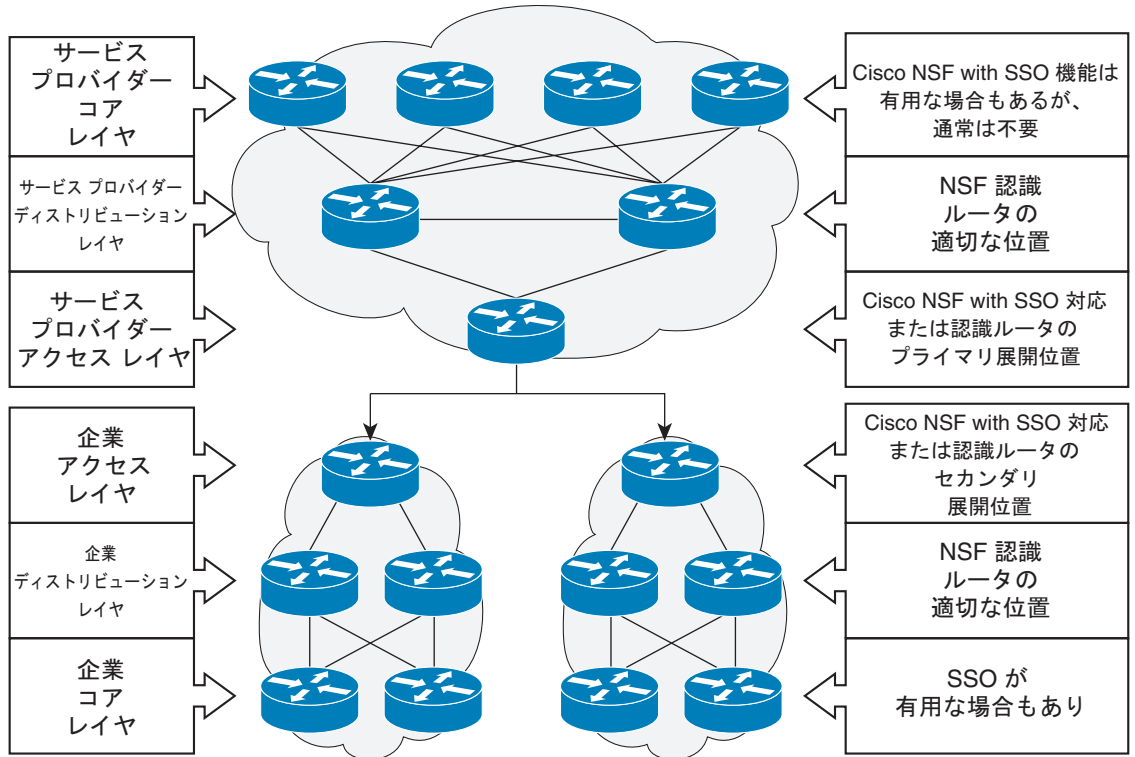 サービス
プロバイダー
コア
レイヤ
Cisco NSF with SSO 機能は
有用な場合もあるが、
通常は不要
サービス プロバイダー
ディストリビューション
レイヤ
NSF 認識
ルータの
適切な位置
サービス
プロバイダー
アクセス レイヤ
Cisco NSF with SSO 対応
または認識ルータの
プライマリ展開位置
企業
アクセス
レイヤ
Cisco NSF with SSO 対応
または認識ルータの
セカンダリ
展開位置
企業
ディストリビューション
レイヤ
NSF 認識
ルータの
適切な位置
企業
コア
レイヤ
SSO が
有用な場合もあり